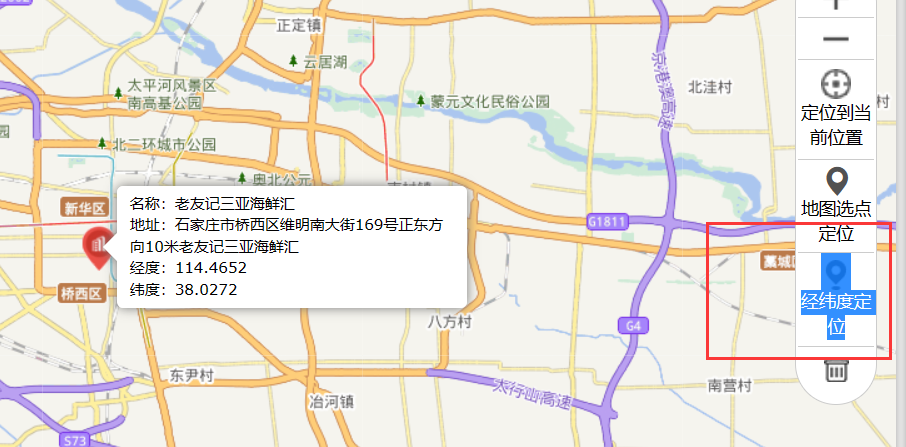 正定镇
云居湖
太平河风景区
南高基公园
蒙元文化民俗公园
京港澳高速
北洼村
村
北二环城市公园
奥北公元
定位到当
前位置
新华区
桥西区
名称：老友记三亚海鲜汇
地址：石家庄市桥西区维明南大街169号正东方
向10米老友记三亚海鲜汇
经度：114.4652
纬度：38.0272
G1811
地图选点
定位
藁城区
经纬度定
位
G4
八方村
东尹村
冶河镇
太行山高速
南营村
S73